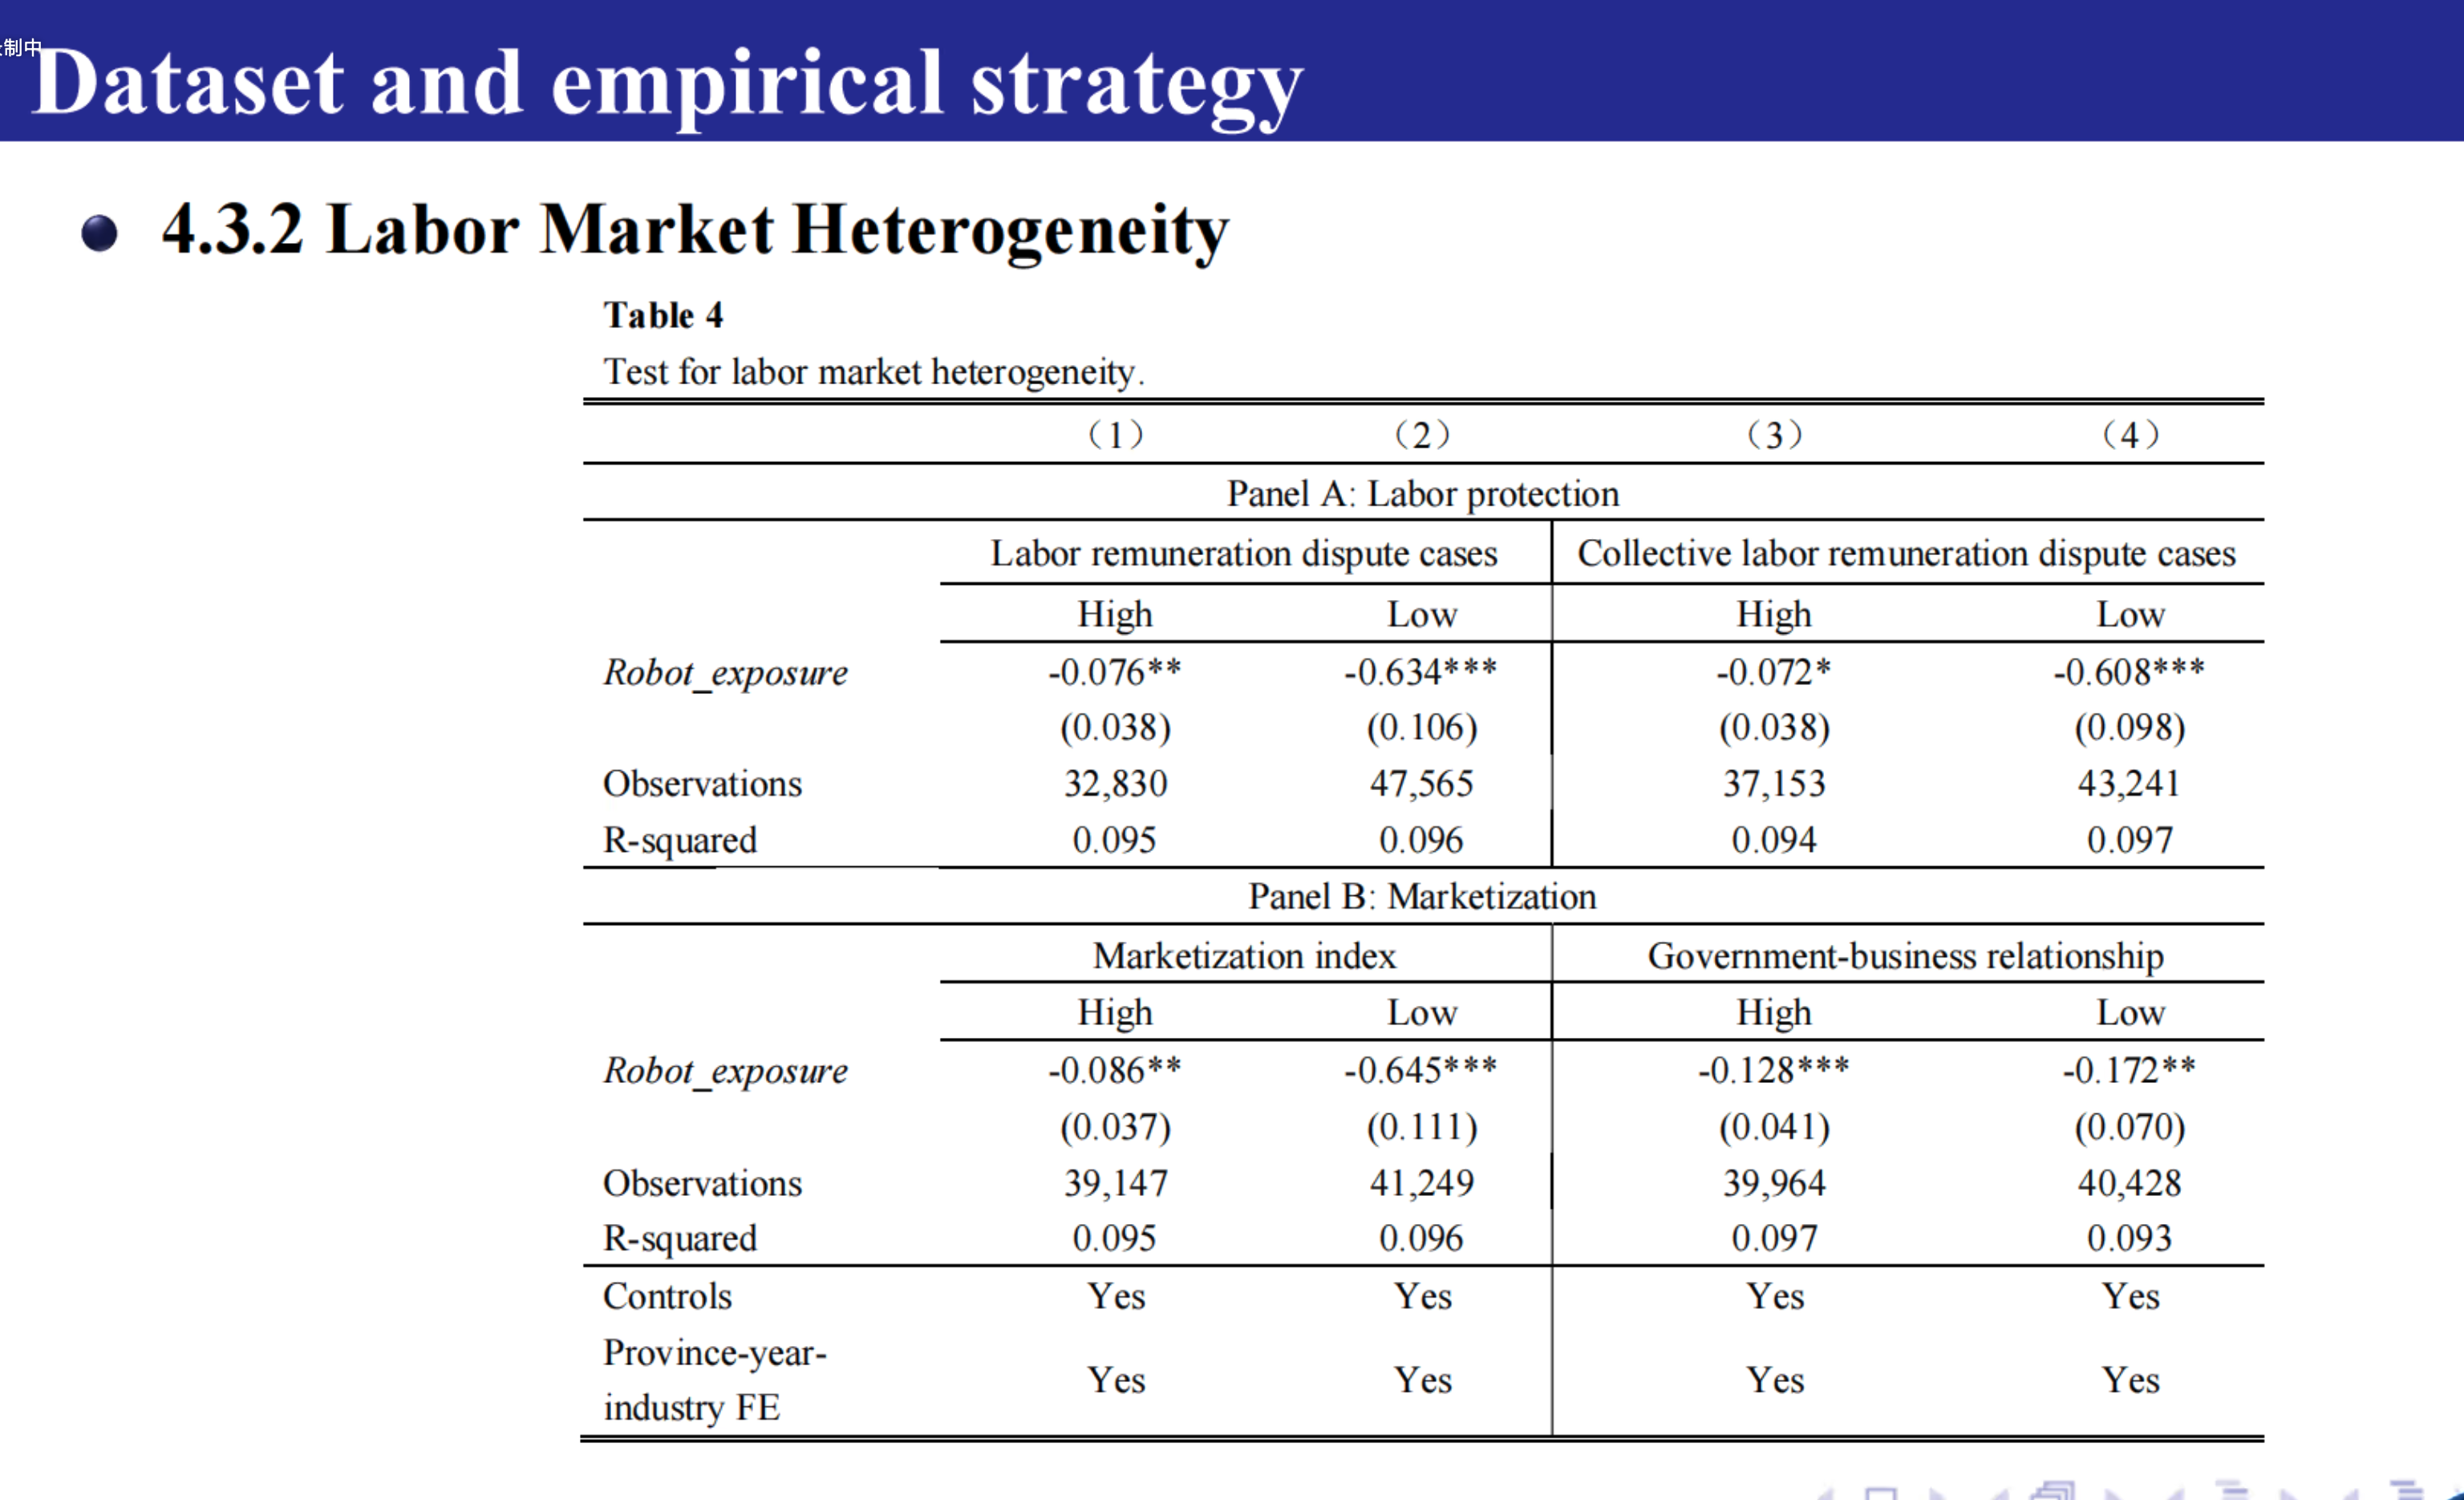 制中
Dataset and empirical strategy
4.3.2 Labor Market Heterogeneity
Table 4
Test for labor market heterogeneity.
（1） （2） （3） （4）
Panel A: Labor protection
Labor remuneration dispute cases Collective labor remuneration dispute cases
High Low High Low
Robot_exposure -0.076** -0.634*** -0.072* -0.608***
(0.038) (0.106) (0.038) (0.098)
Observations 32,830 47,565 37,153 43,241
R-squared 0.095 0.096 0.094 0.097
Panel B: Marketization
Marketization index Government-business relationship
High Low High Low
Robot_exposure -0.086** -0.645*** -0.128*** -0.172**
(0.037) (0.111) (0.041) (0.070)
Observations 39,147 41,249 39,964 40,428
R-squared 0.095 0.096 0.097 0.093
Controls Yes Yes Yes Yes
Province-year-
industry FE Yes Yes Yes Yes